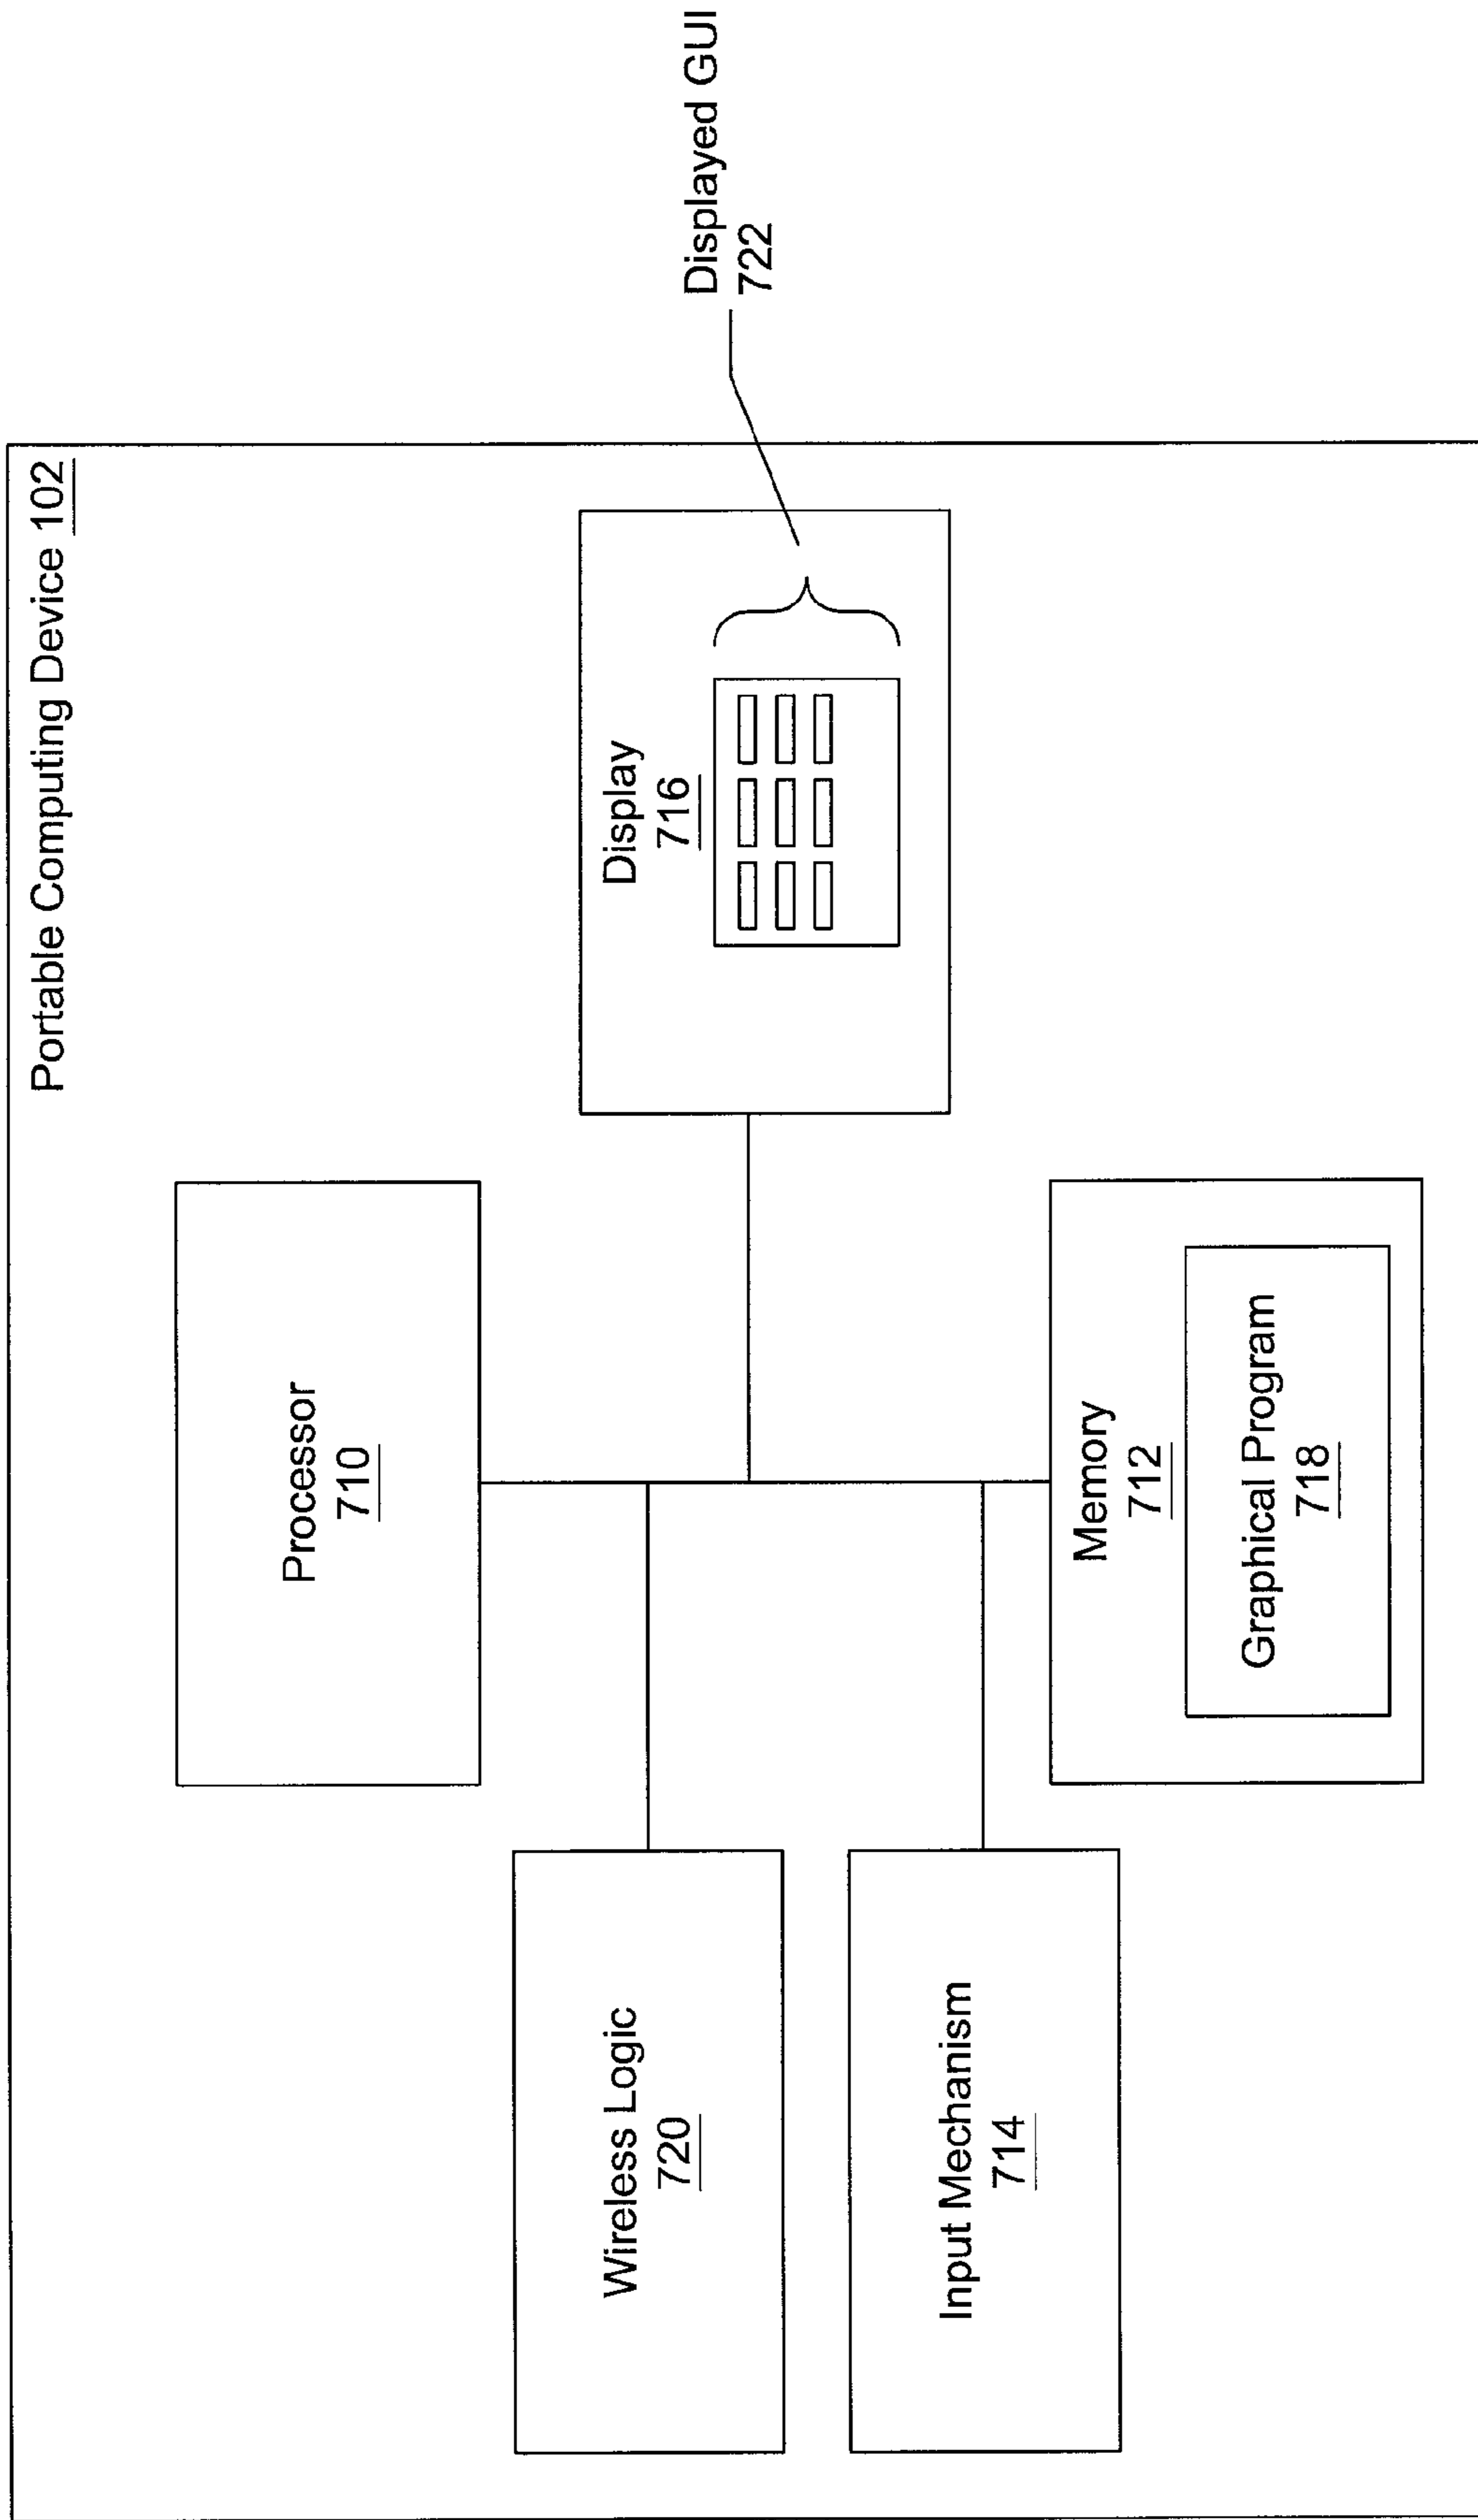 Portable Computing Device 102
Processor
710
Wireless Logic
720
Display
716
Displayed GUI
722
Input Mechanism
714
Memory
712
Graphical Program
718